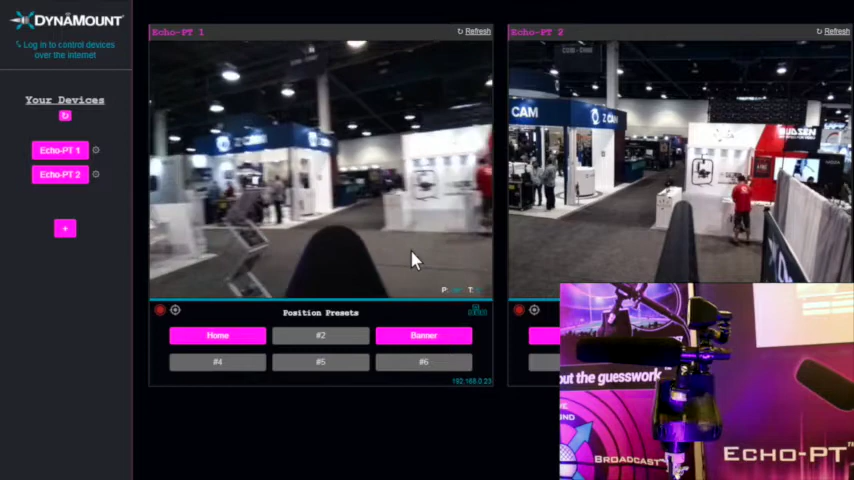 DYNAMOUNT
Log in to control devices
over the internet
Your Devices
Echo-PT 1
Echo-PT 2
+
Echo-PT 1
Refresh
Z CAM
P:
T:
Position Presets
Home
#2
Banner
#4
#5
#6
192.168.0.23
Echo-PT 2
Refresh
CAM
Z CAM
out the guesswork
BROADCAST
ECHO-PT™